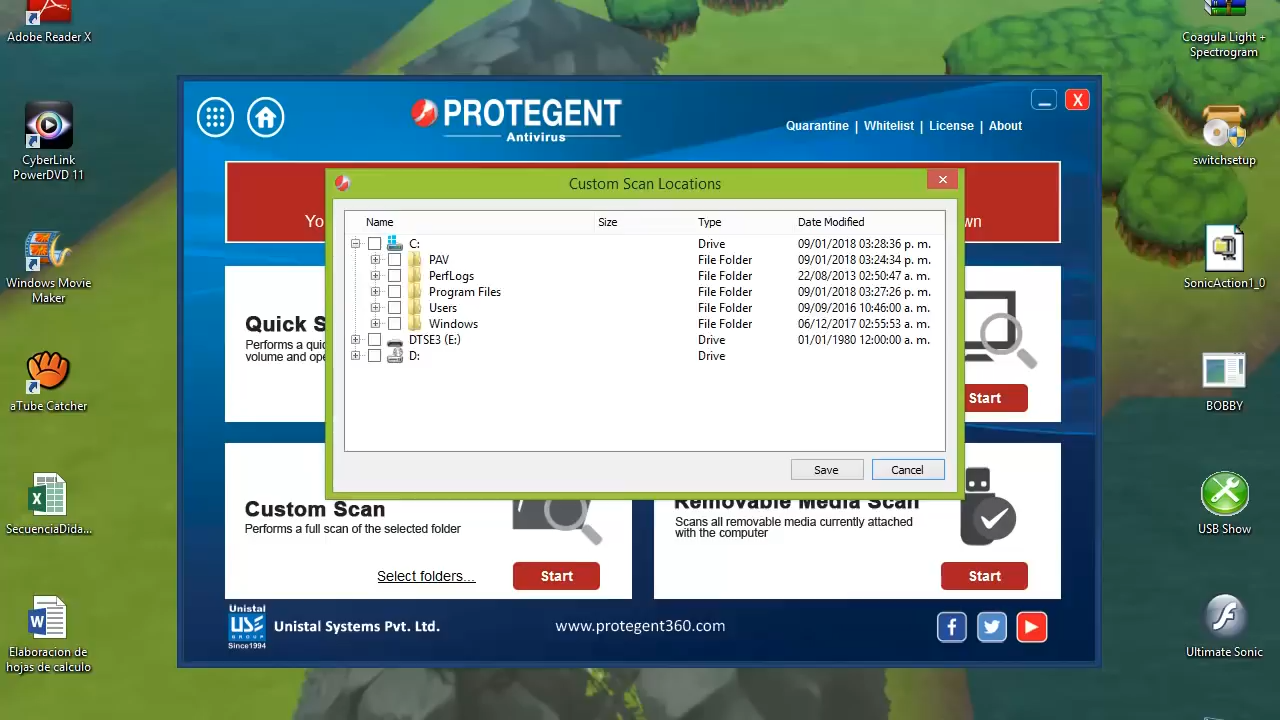 Adobe Reader X
CyberLink
PowerDVD 11
Windows Movie
Maker
aTube Catcher
SecuenciaDida...
Elaboracion de
hojas de calculo
PROTEGENT
Antivirus
Quarantine | Whitelist | License | About
X
Yo
wn
Custom Scan Locations
Name Size Type Date Modified
C: Drive 09/01/2018 03:28:36 p. m.
PAV File Folder 09/01/2018 03:24:34 p. m.
PerfLogs File Folder 22/08/2013 02:50:47 a. m.
Program Files File Folder 09/01/2018 03:27:26 p. m.
Users File Folder 09/09/2016 10:46:00 a. m.
Windows File Folder 06/12/2017 02:55:53 a. m.
DTSE3 (E:) Drive 01/01/1980 12:00:00 a. m.
D: Drive
Save Cancel
Quick S
Performs a quic
volume and ope
Start
Custom Scan
Performs a full scan of the selected folder
Select folders... Start
Removable Media Scan
Scans all removable media currently attached
with the computer
Start
Unistal
USE
GROUP
Since1994
Unistal Systems Pvt. Ltd.
www.protegent360.com
Coagula Light +
Spectrogram
switchsetup
SonicAction1_0
BOBBY
USB Show
Ultimate Sonic